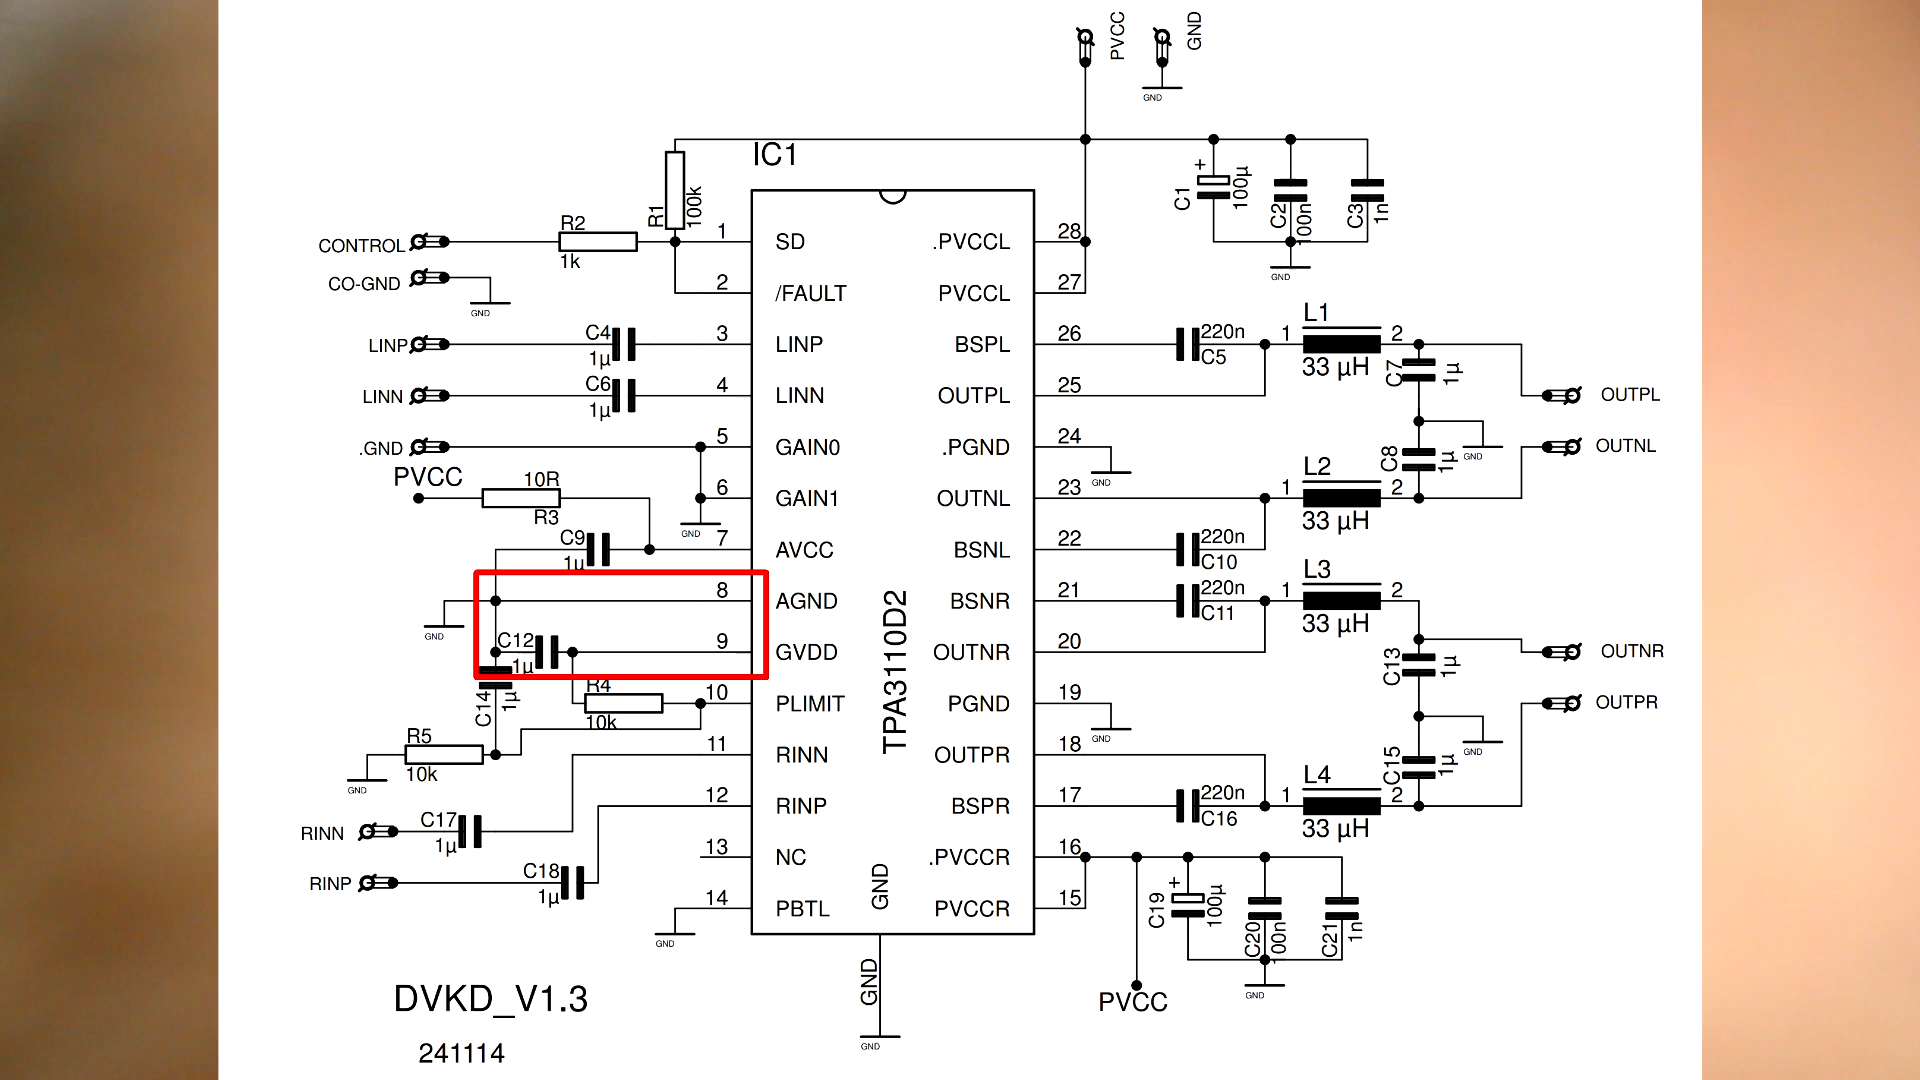 PVCC
GND
GND
IC1
R1
100k
C1
+
100µ
C2
100n
C3
1n
GND
CONTROL
R2
1k
1
SD
.PVCCL
28
CO-GND
GND
2
/FAULT
PVCCL
27
LINP
C4
1µ
3
LINP
BSPL
26
220n
C5
1
L1
2
33 µH
C7
1µ
LINN
C6
1µ
4
LINN
OUTPL
25
OUTPL
.GND
5
GAIN0
.PGND
24
GND
C8
1µ
GND
OUTNL
PVCC
10R
R3
6
GAIN1
GND
OUTNL
23
1
L2
2
33 µH
C9
1µ
7
AVCC
BSNL
22
220n
C10
GND
8
AGND
BSNR
21
220n
C11
1
L3
2
33 µH
C12
1µ
9
GVDD
OUTNR
20
C13
1µ
OUTNR
C14
1µ
R4
10k
10
PLIMIT
PGND
19
GND
GND
OUTPR
R5
10k
GND
11
RINN
OUTPR
18
C15
1µ
12
RINP
BSPR
17
220n
C16
1
L4
2
33 µH
RINN
C17
1µ
13
NC
.PVCCR
16
RINP
C18
1µ
14
PBTL
GND
PVCCR
15
TPA3110D2
GND
GND
GND
C19
+
100µ
C20
100n
C21
1n
GND
PVCC
DVKD_V1.3
241114